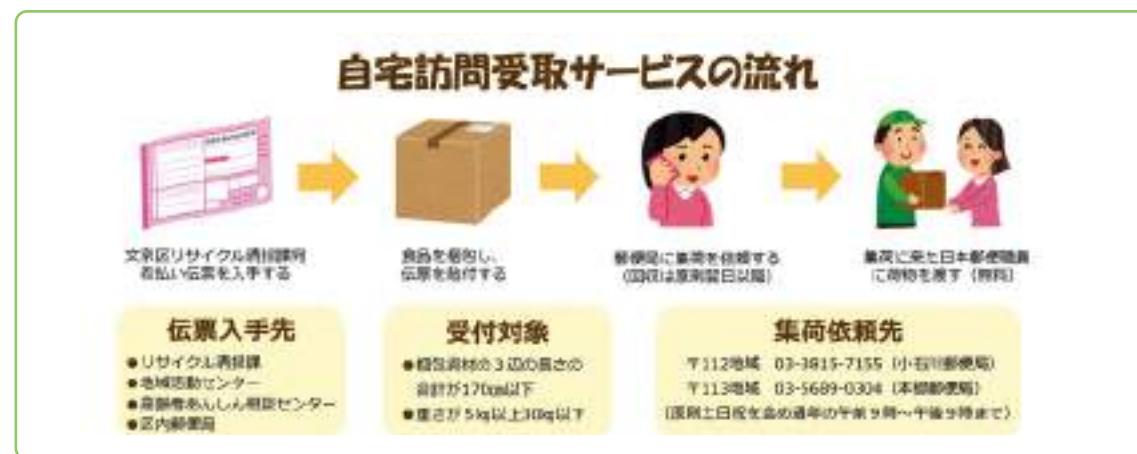 自宅訪問受取サービスの流れ
文京区リサイクル清掃課宛
着払い伝票を入手する
食品を梱包し、
伝票を貼付する
郵便局に集荷を依頼する
(回収は原則翌日以降)
集荷に来た日本郵便職員
に荷物を渡す(無料)
伝票入手先
●リサイクル清掃課
●地域活動センター
●高齢者あんしん相談センター
●区内郵便局
受付対象
●梱包資材の3辺の長さの
合計が170cm以下
●重さが5kg以上30kg以下
集荷依頼先
〒112地域 03-3815-7155(小石川郵便局)
〒113地域 03-5689-0304(本郷郵便局)
(原則土日祝を含め通年の午前9時~午後9時まで)